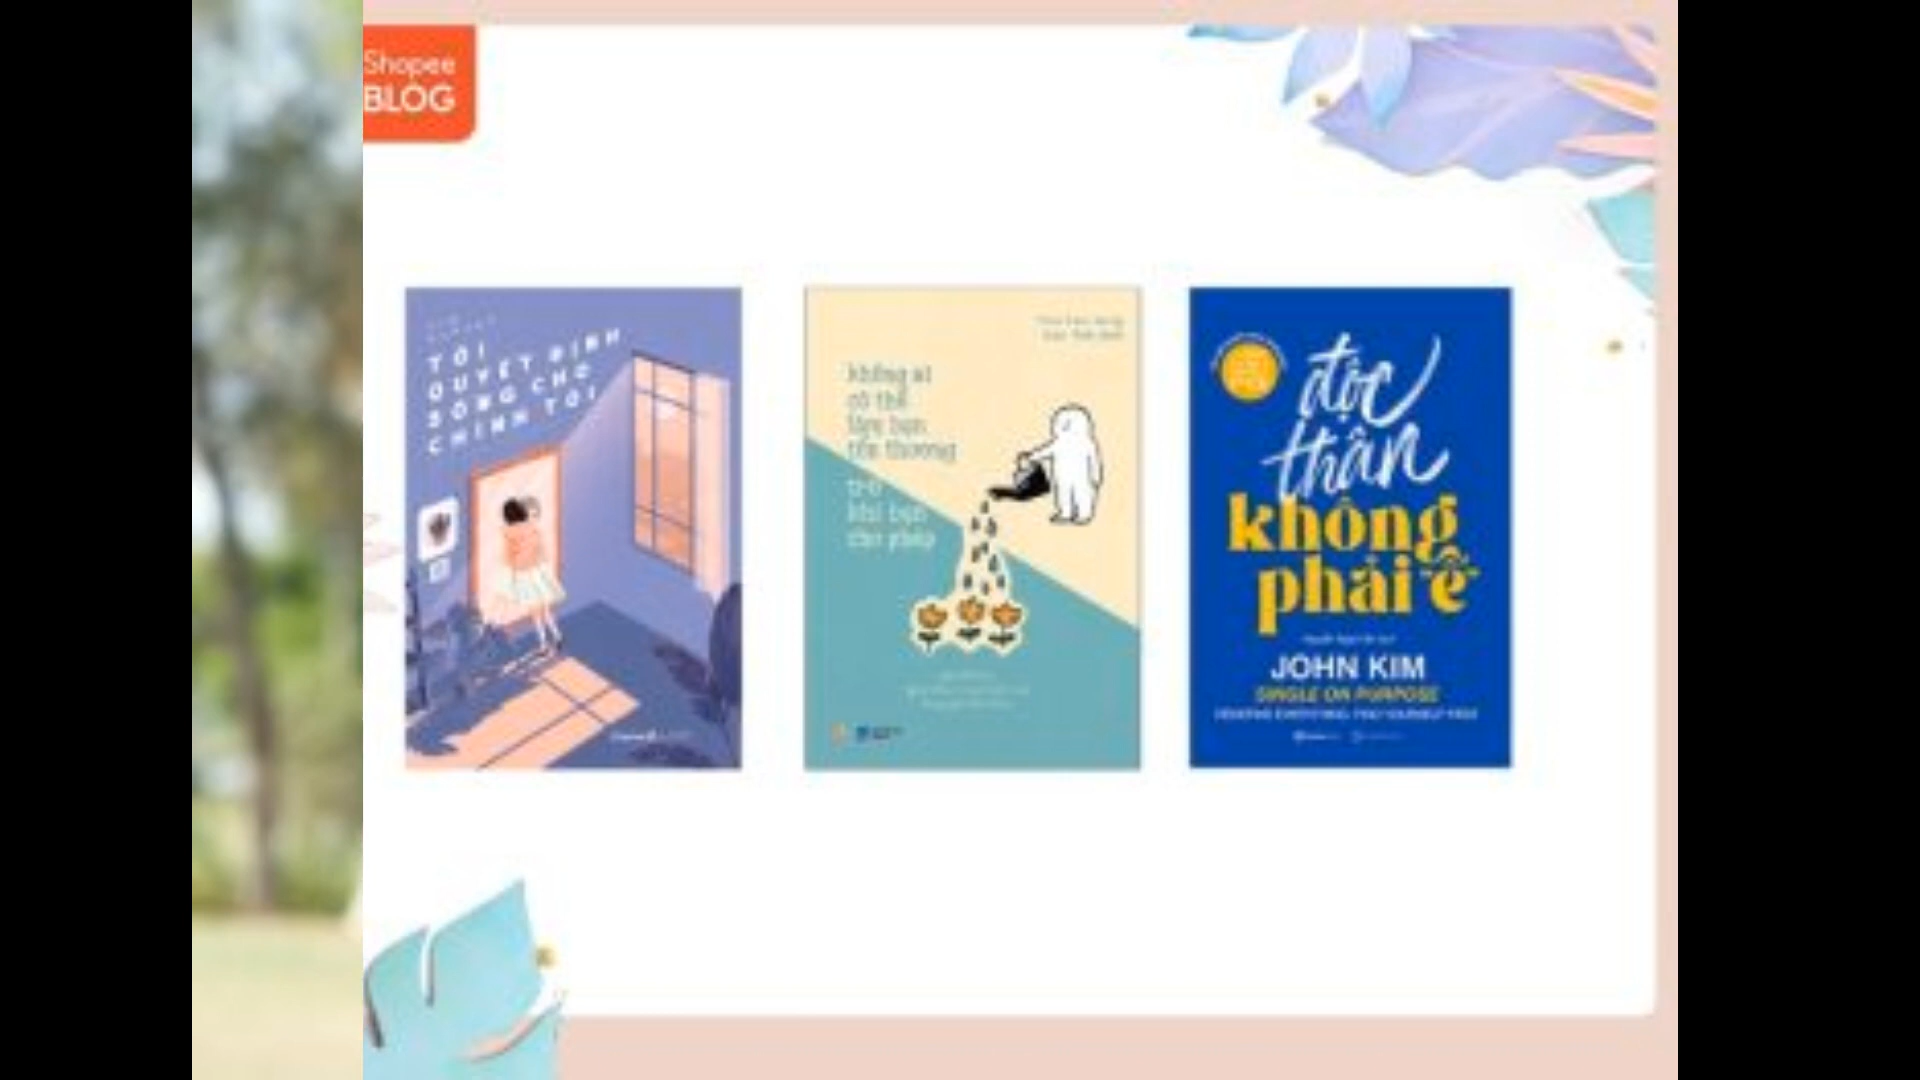 Shopee
BLOG
TÔI
QUYẾT ĐỊNH
SỐNG CHO
CHÍNH TÔI
không ai
có thể
làm bạn
tổn thương
trừ
khi bạn
cho phép
độc
thân
không
phải "ế"
JOHN KIM
SINGLE ON PURPOSE